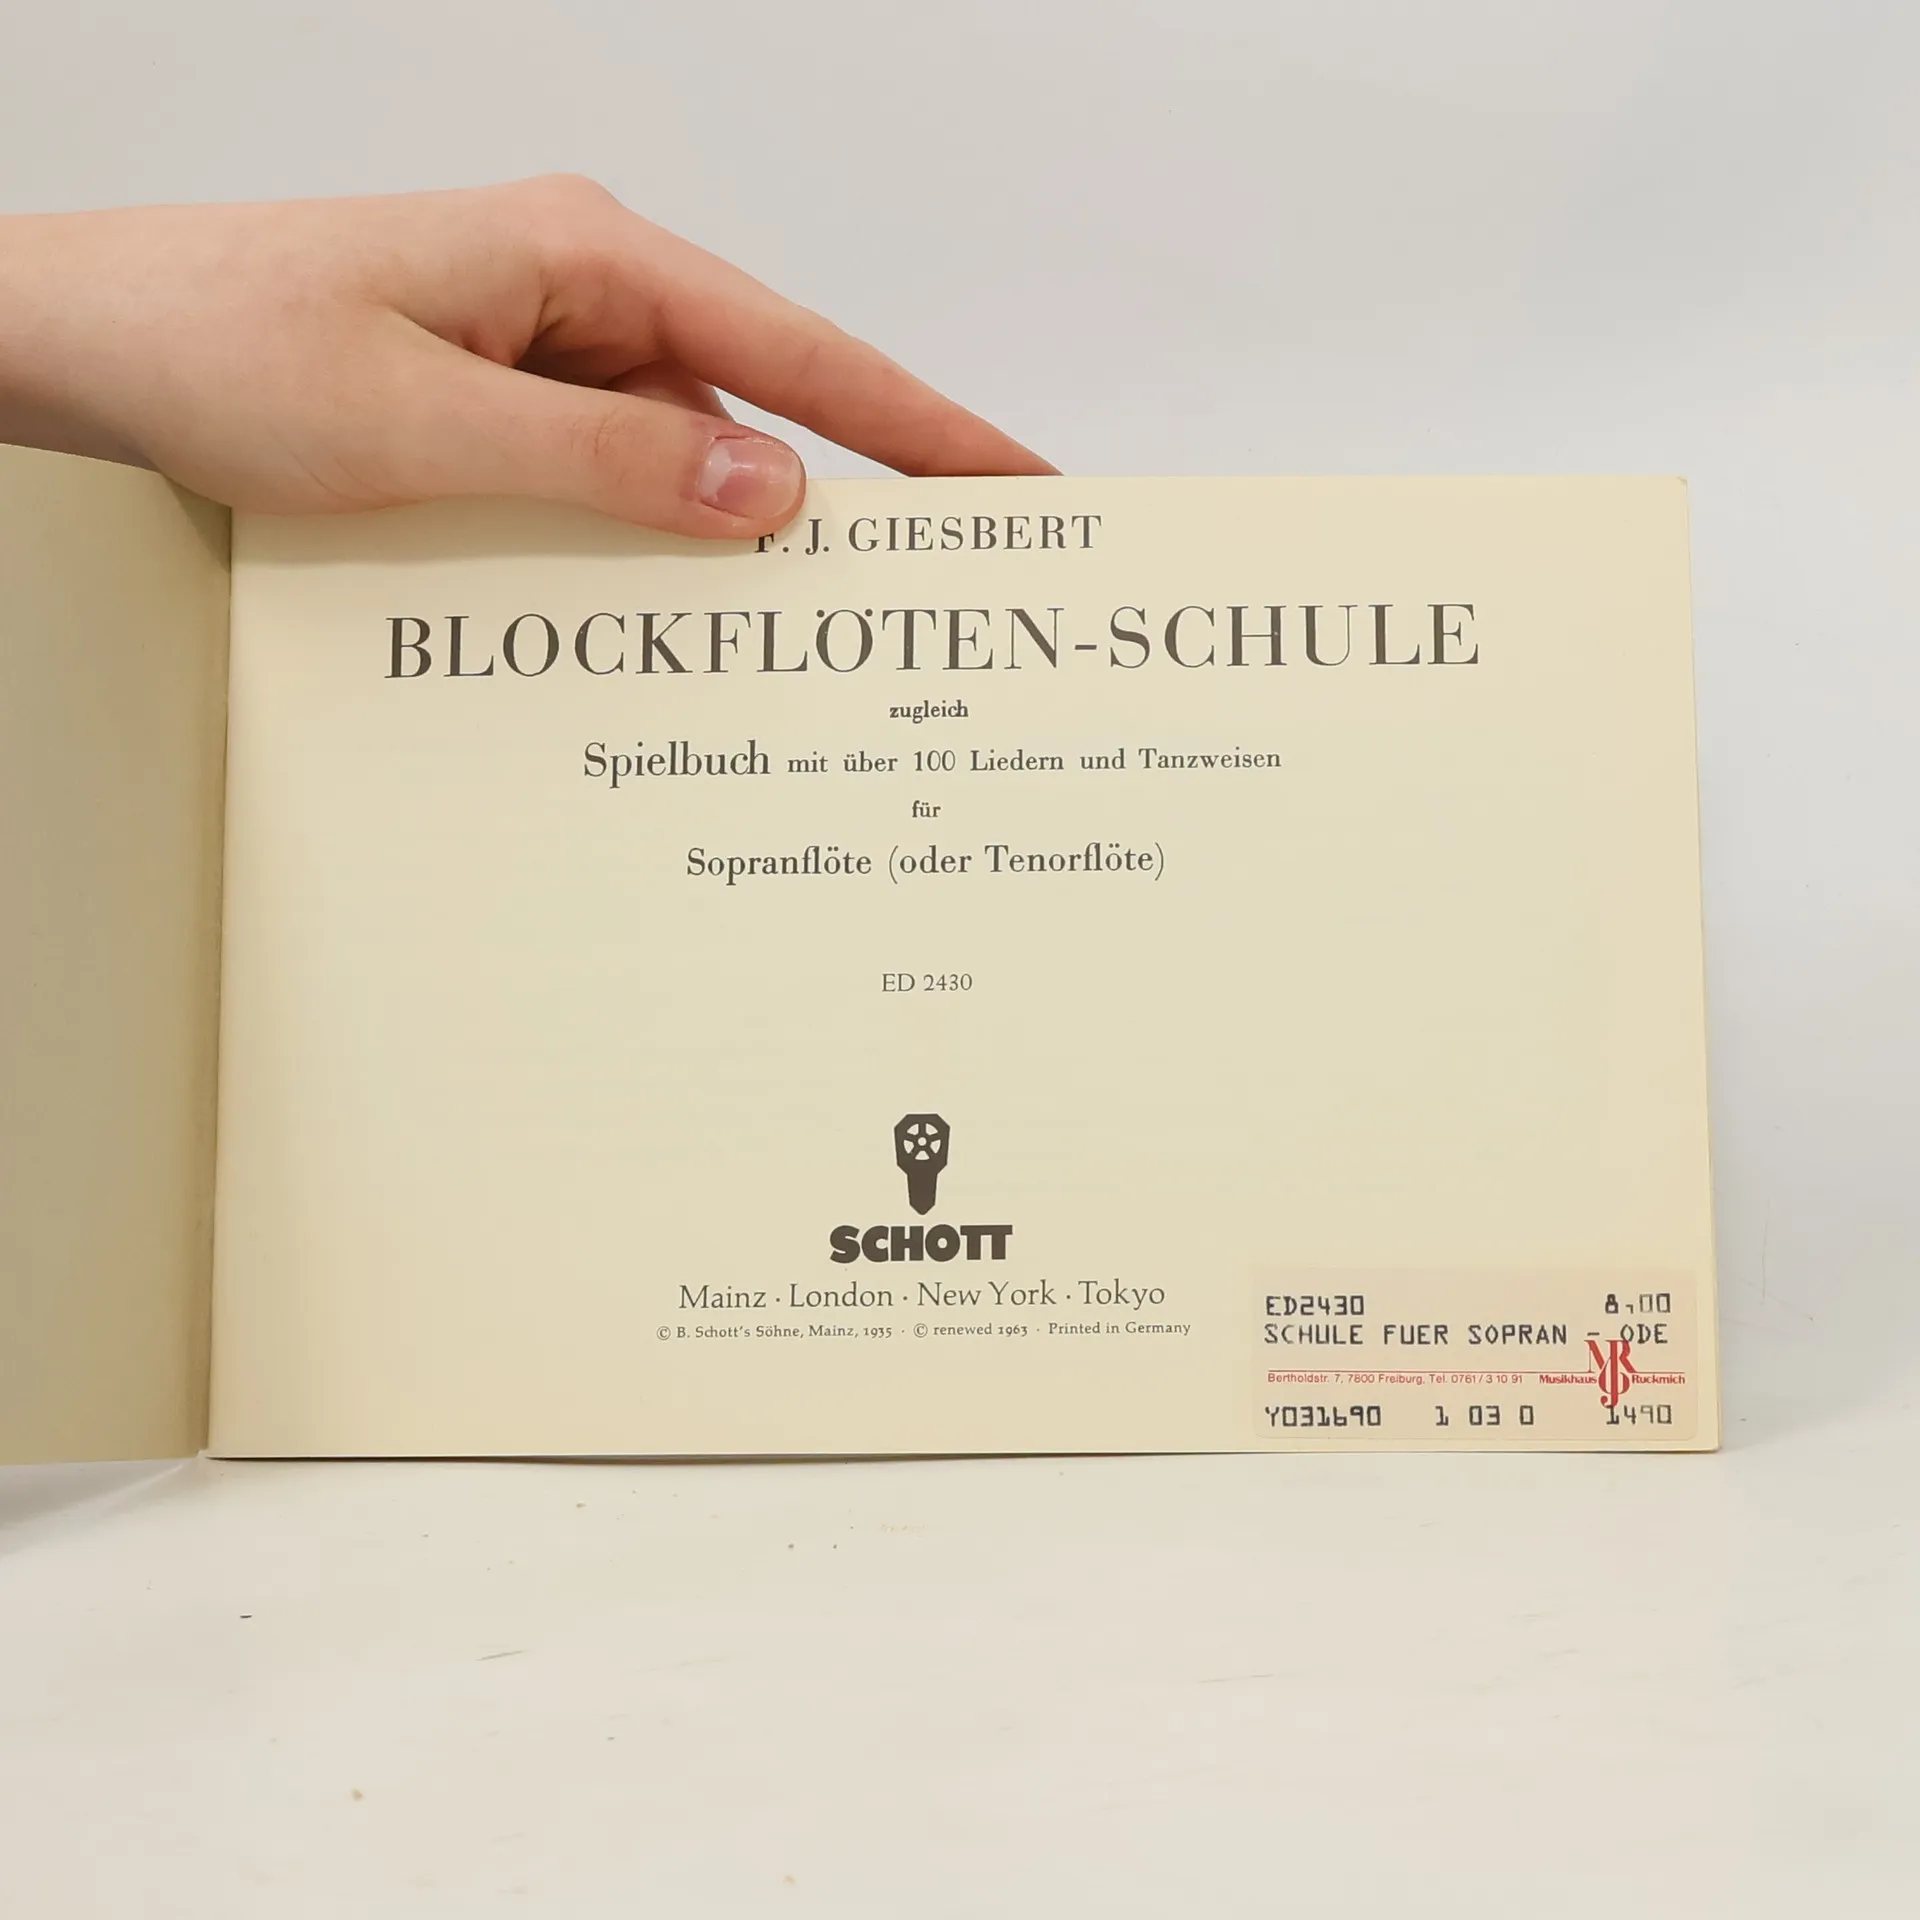 F. J. GIESBERT
BLOCKFLÖTEN-SCHULE
zugleich
Spielbuch mit über 100 Liedern und Tanzweisen
für
Sopranflöte (oder Tenorflöte)
ED 2430
SCHOTT
Mainz · London · New York · Tokyo
© B. Schott's Söhne, Mainz, 1935 · © renewed 1963 · Printed in Germany
ED2430 8,00
SCHULE FUER SOPRAN - ODE
MJR
Bertholdstr. 7, 7800 Freiburg, Tel. 0761/3 10 91 Musikhaus Ruckmich
Y031690 1 03 0 1490